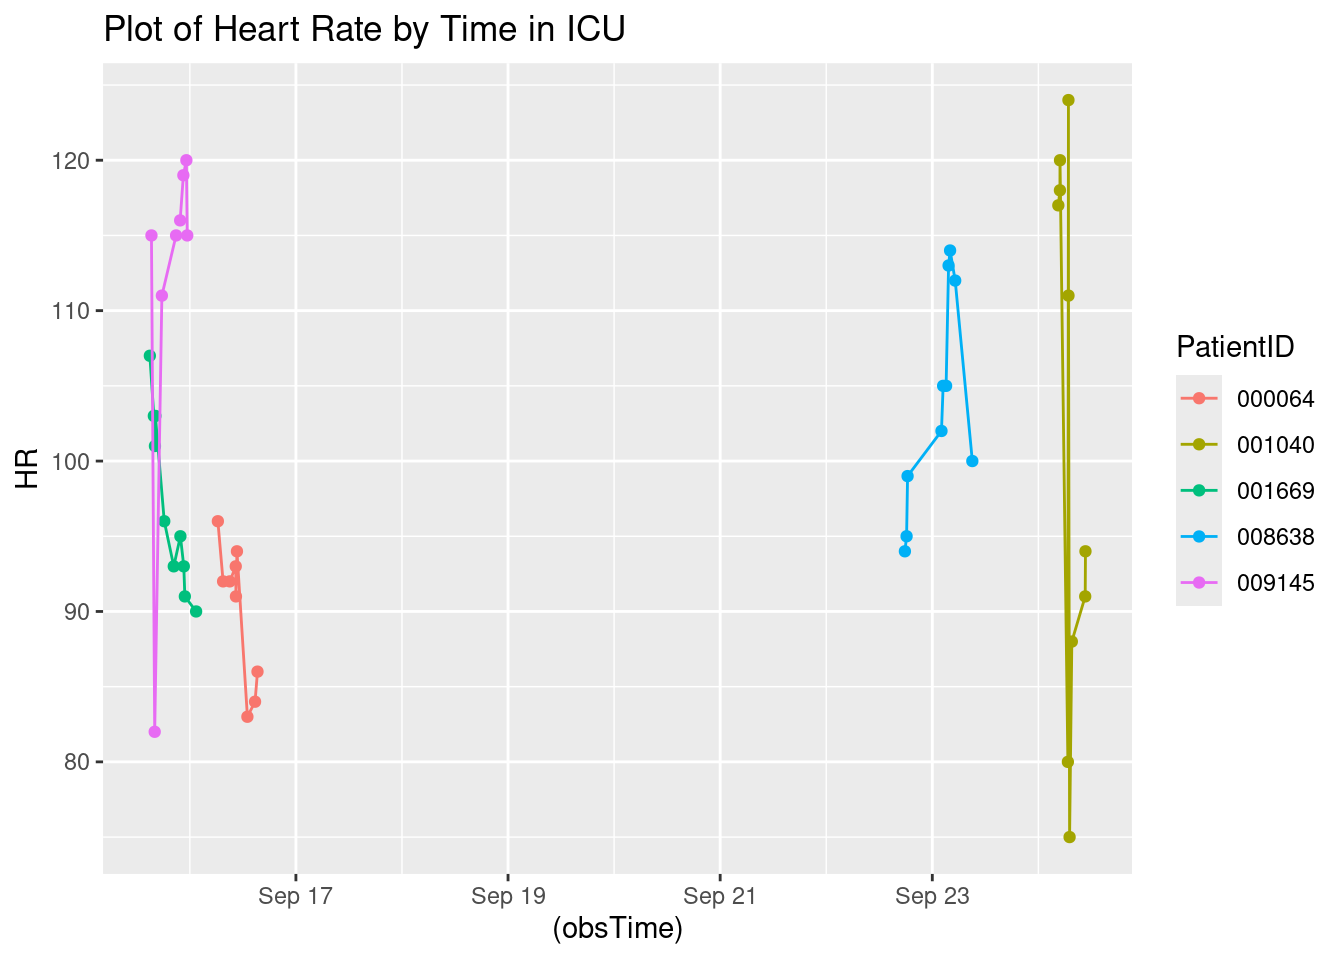 Plot of Heart Rate by Time in ICU
HR
120
110
100
90
80
Sep 17
Sep 19
Sep 21
Sep 23
(obsTime)
PatientID
000064
001040
001669
008638
009145